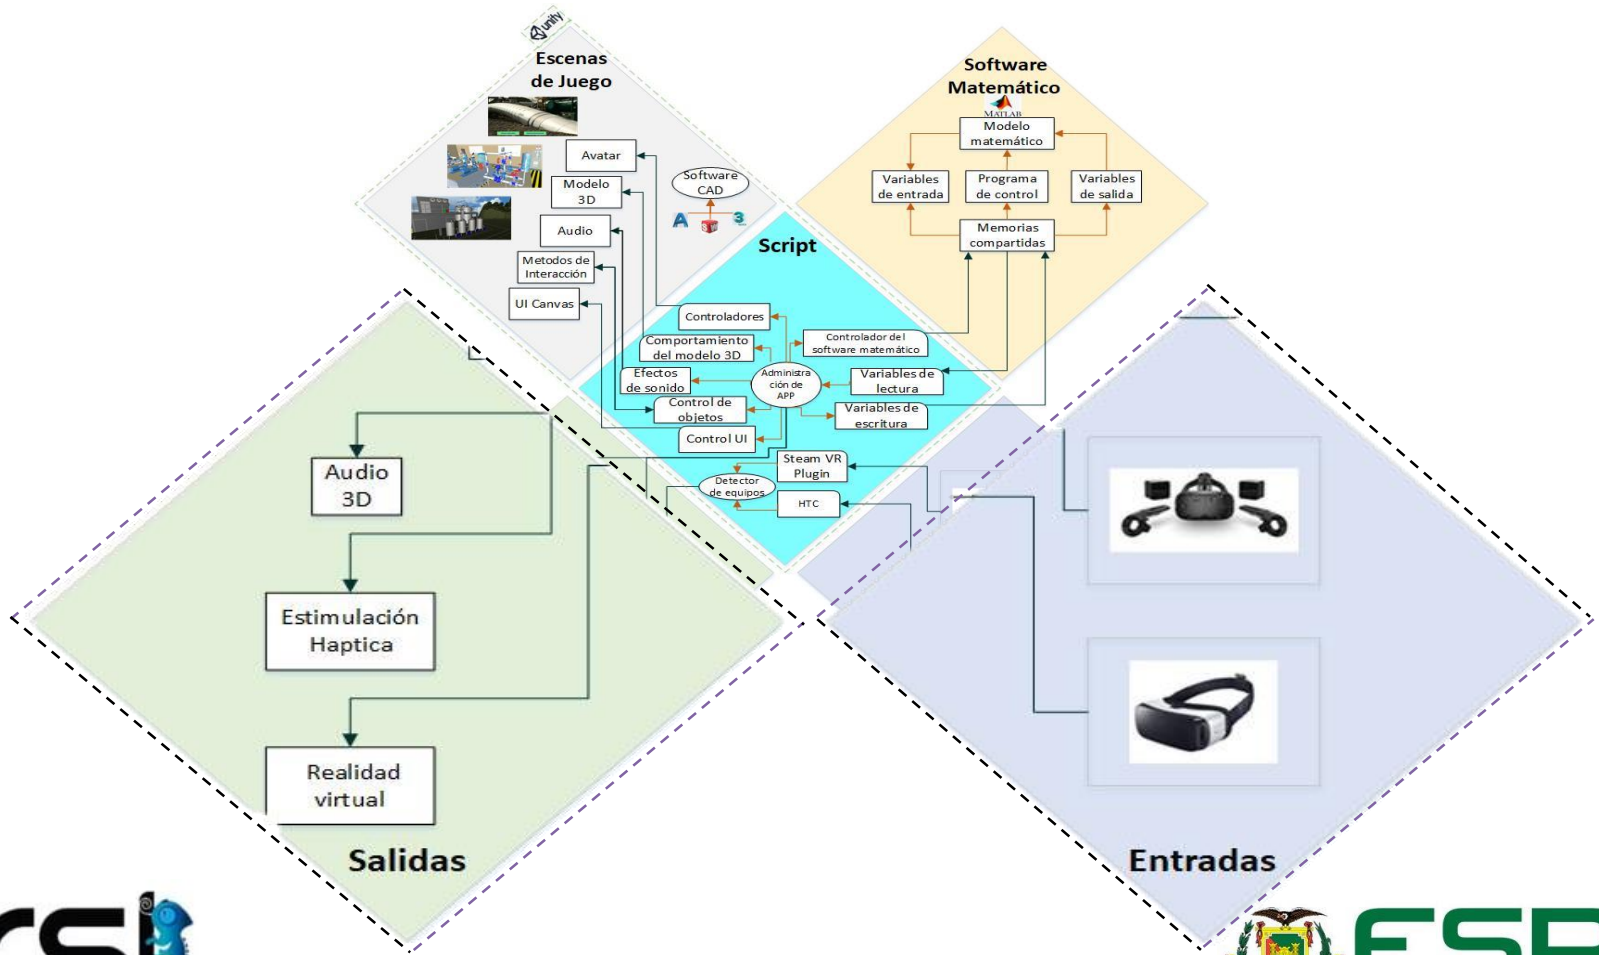 unity
Escenas
de Juego
Avatar
Modelo
3D
Audio
Metodos de
Interacción
UI Canvas
Software
CAD
Software
Matemático
MATLAB
Modelo
matemático
Variables
de entrada
Programa
de control
Variables
de salida
Memorias
compartidas
Script
Controladores
Comportamiento
del modelo 3D
Efectos
de sonido
Control de
objetos
Control UI
Administra
ción de
APP
Controlador del
software matemático
Variables de
lectura
Variables de
escritura
Steam VR
Plugin
Detector
de equipos
HTC
Audio
3D
Estimulación
Haptica
Realidad
virtual
Salidas
Entradas